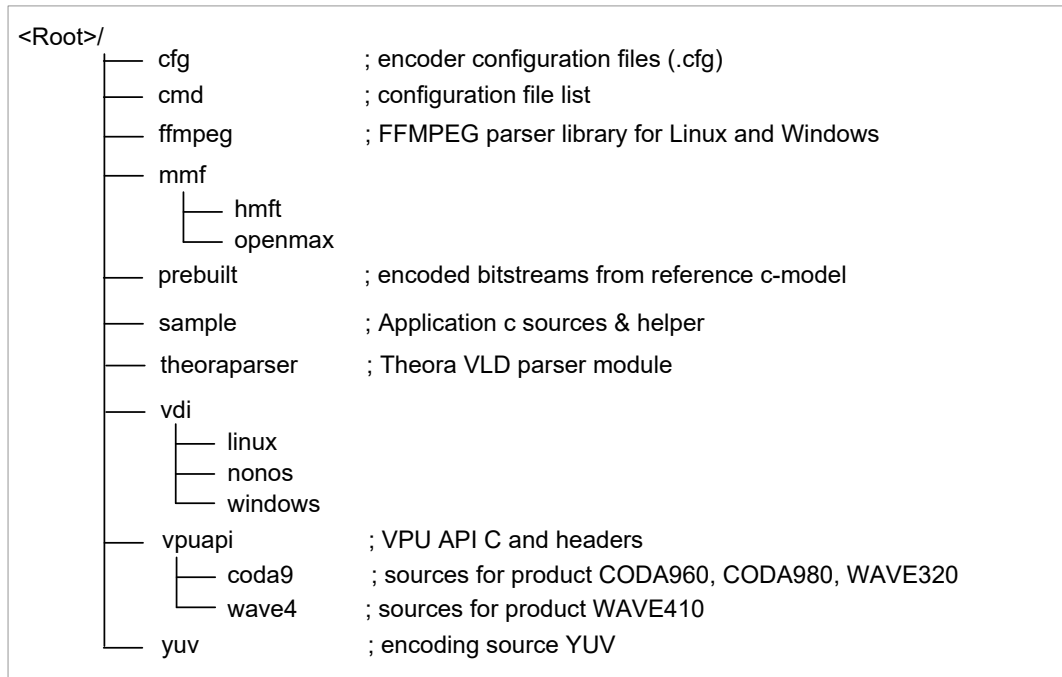 <Root>/
cfg ; encoder configuration files (.cfg)
cmd ; configuration file list
ffmpeg ; FFMPEG parser library for Linux and Windows
mmf
hmft
openmax
prebuilt ; encoded bitstreams from reference c-model
sample ; Application c sources & helper
theoraparser ; Theora VLD parser module
vdi
linux
nonos
windows
vpuapi ; VPU API C and headers
coda9 ; sources for product CODA960, CODA980, WAVE320
wave4 ; sources for product WAVE410
yuv ; encoding source YUV